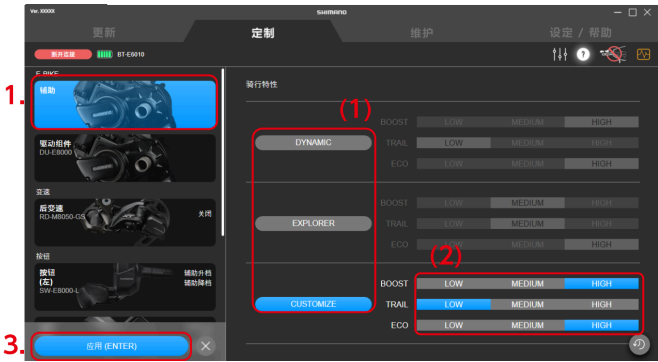 Ver. XXXXX
SHIMANO
更新
定制
维护
设定 / 帮助
断开连接
BT-E6010
?
E-BIKE
1.
辅助
驱动组件
DU-E8000
变速
后变速
RD-M8050-GS
关闭
按钮
按钮
(左)
SW-E8000-L
辅助升档
辅助降档
3.
应用 (ENTER)
骑行特性
(1)
DYNAMIC
BOOST LOW MEDIUM HIGH
TRAIL LOW MEDIUM HIGH
ECO LOW MEDIUM HIGH
EXPLORER
BOOST LOW MEDIUM HIGH
TRAIL LOW MEDIUM HIGH
ECO LOW MEDIUM HIGH
(2)
CUSTOMIZE
BOOST LOW MEDIUM HIGH
TRAIL LOW MEDIUM HIGH
ECO LOW MEDIUM HIGH